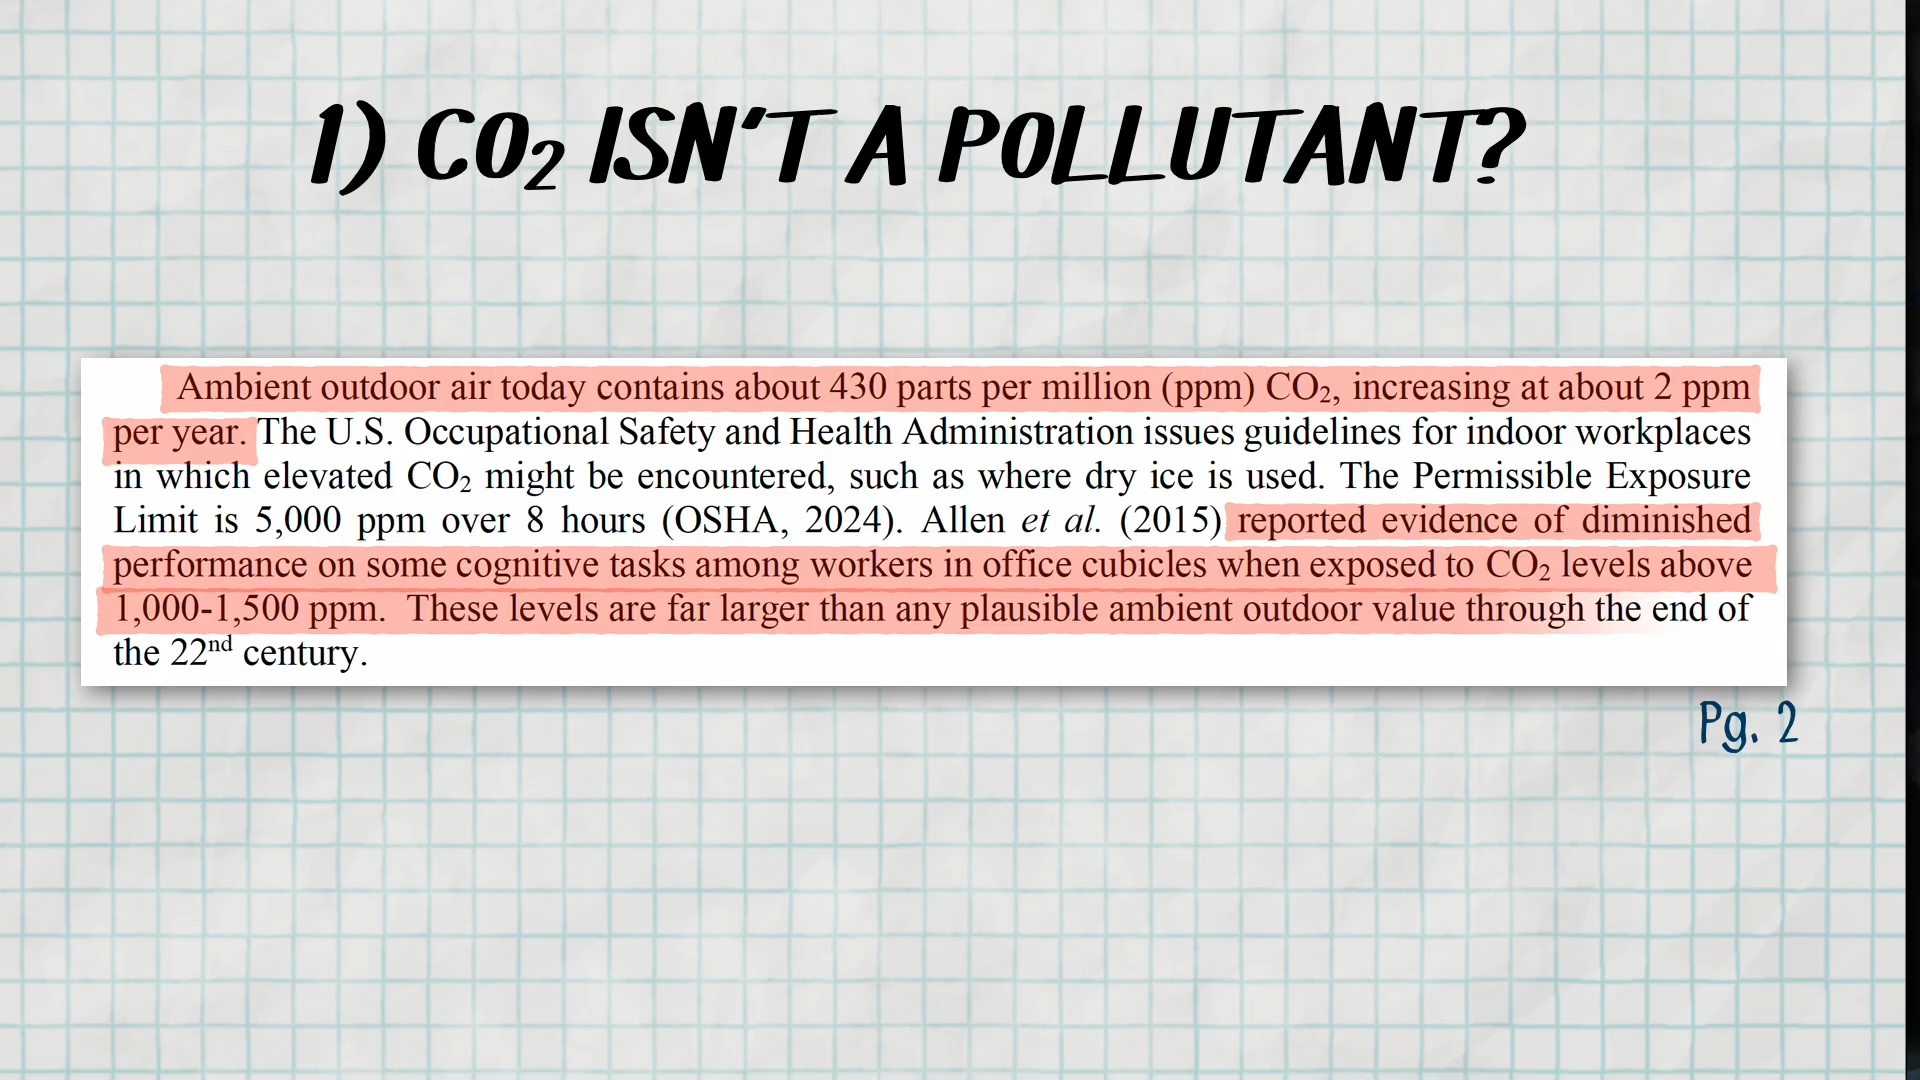 1) CO₂ ISN'T A POLLUTANT?
Ambient outdoor air today contains about 430 parts per million (ppm) CO₂, increasing at about 2 ppm
per year. The U.S. Occupational Safety and Health Administration issues guidelines for indoor workplaces
in which elevated CO₂ might be encountered, such as where dry ice is used. The Permissible Exposure
Limit is 5,000 ppm over 8 hours (OSHA, 2024). Allen et al. (2015) reported evidence of diminished
performance on some cognitive tasks among workers in office cubicles when exposed to CO₂ levels above
1,000-1,500 ppm. These levels are far larger than any plausible ambient outdoor value through the end of
the 22nd century.
Pg. 2